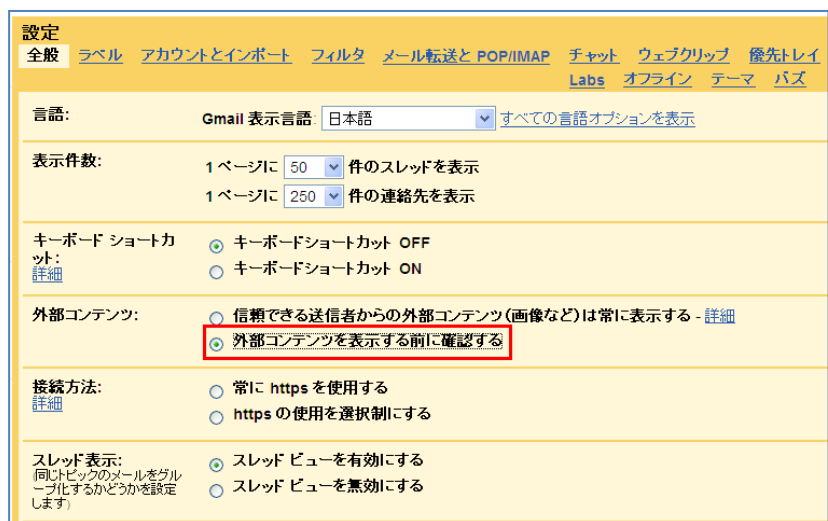 設定
全般 ラベル アカウントとインポート フィルタ メール転送と POP/IMAP チャット ウェブクリップ 優先トレイ
Labs オフライン テーマ バズ
言語:
Gmail 表示言語: 日本語 すべての言語オプションを表示
表示件数:
1 ページに 50 件のスレッドを表示
1 ページに 250 件の連絡先を表示
キーボード ショートカ
ット:
詳細
キーボードショートカット OFF
キーボードショートカット ON
外部コンテンツ:
信頼できる送信者からの外部コンテンツ(画像など)は常に表示する - 詳細
外部コンテンツを表示する前に確認する
接続方法:
詳細
常に https を使用する
https の使用を選択制にする
スレッド表示:
(同じトピックのメールをグル
ープ化するかどうかを設定
します)
スレッド ビューを有効にする
スレッド ビューを無効にする